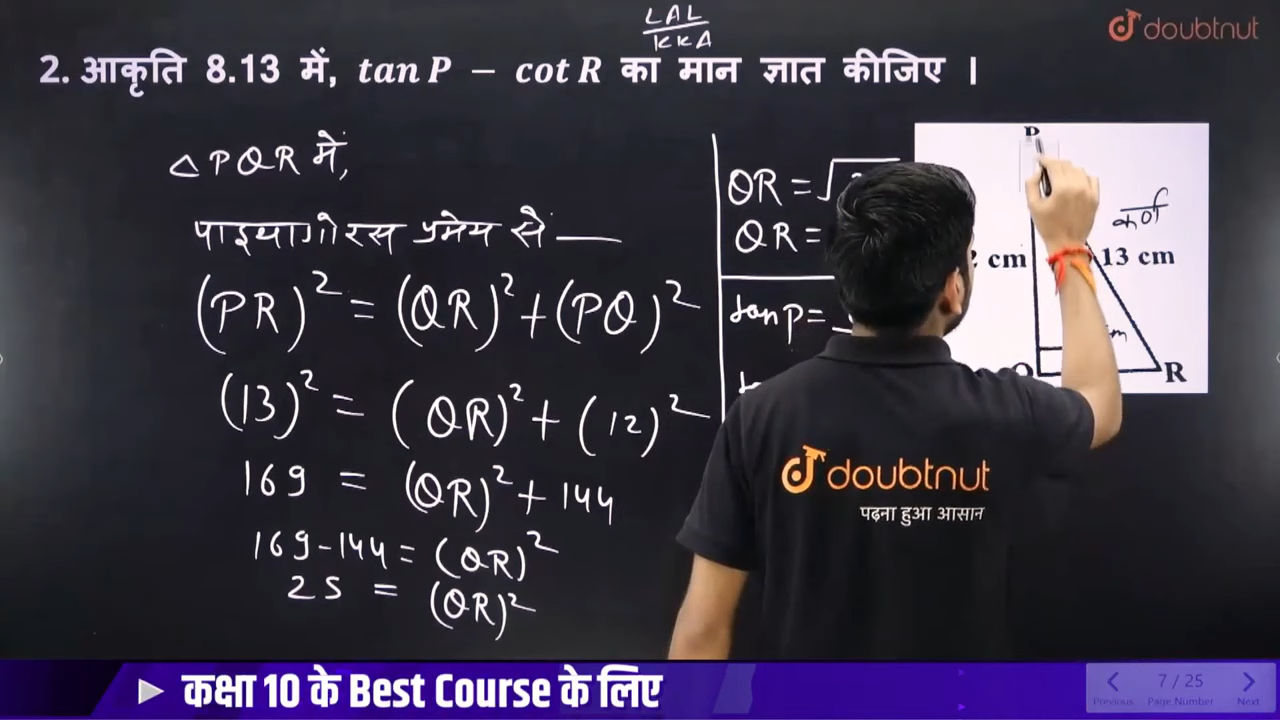 doubtnut
LAL
KKA
2. आकृति 8.13 में, tan P − cot R का मान ज्ञात कीजिए ।
△PQR में,
पाइथागोरस प्रमेय से —
(PR)² = (QR)² + (PQ)²
(13)² = (QR)² + (12)²
169 = (QR)² + 144
169-144 = (QR)²
25 = (QR)²
QR = √
QR =
tan P =
P
कर्ण
cm
13 cm
R
doubtnut
पढ़ना हुआ आसान
▶ कक्षा 10 के Best Course के लिए
7 / 25
Previous Page Number Next